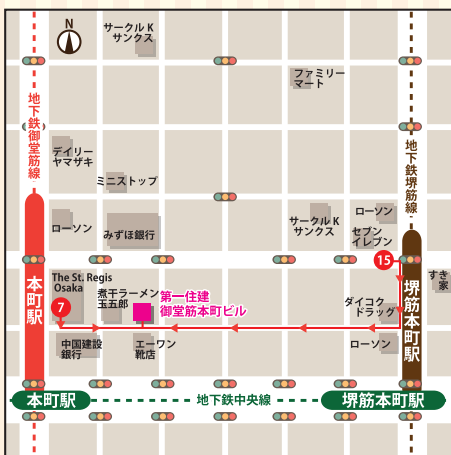 N
サークルK
サンクス
ファミリー
マート
地下鉄御堂筋線
地下鉄堺筋線
デイリー
ヤマザキ
ミニストップ
ローソン
みずほ銀行
サークルK
サンクス
ローソン
セブン
イレブン
15
すき
家
The St. Regis
Osaka
7
煮干ラーメン
玉五郎
第一住建
御堂筋本町ビル
ダイコク
ドラッグ
本町駅
堺筋本町駅
中国建設
銀行
エーワン
靴店
ローソン
本町駅
地下鉄中央線
堺筋本町駅